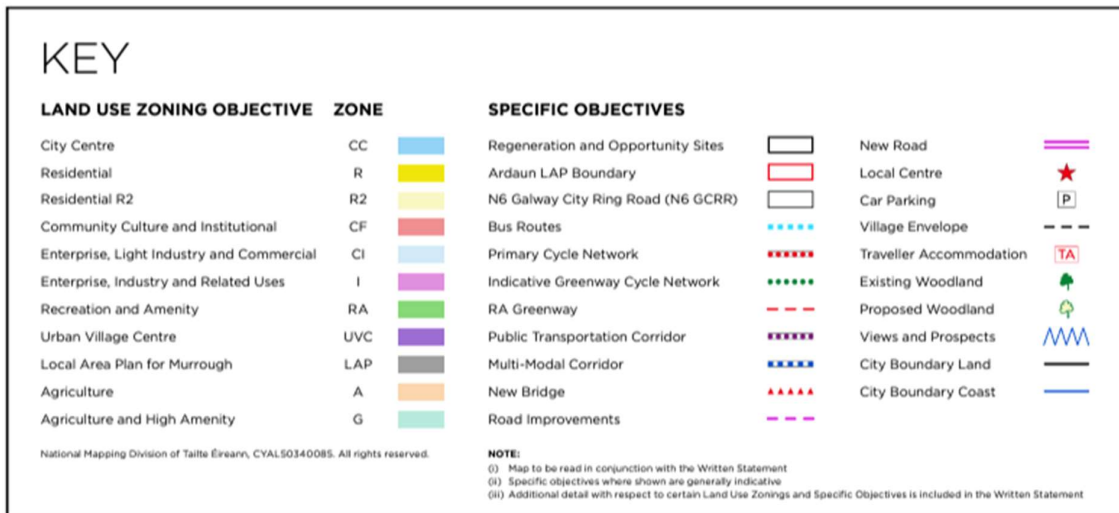 KEY
LAND USE ZONING OBJECTIVE ZONE
City Centre CC
Residential R
Residential R2 R2
Community Culture and Institutional CF
Enterprise, Light Industry and Commercial CI
Enterprise, Industry and Related Uses I
Recreation and Amenity RA
Urban Village Centre UVC
Local Area Plan for Murrough LAP
Agriculture A
Agriculture and High Amenity G
National Mapping Division of Tailte Éireann, CYAL50340085. All rights reserved.
SPECIFIC OBJECTIVES
Regeneration and Opportunity Sites
Ardaun LAP Boundary
N6 Galway City Ring Road (N6 GCRR)
Bus Routes
Primary Cycle Network
Indicative Greenway Cycle Network
RA Greenway
Public Transportation Corridor
Multi-Modal Corridor
New Bridge
Road Improvements
New Road
Local Centre
Car Parking P
Village Envelope
Traveller Accommodation TA
Existing Woodland
Proposed Woodland
Views and Prospects
City Boundary Land
City Boundary Coast
NOTE:
(i) Map to be read in conjunction with the Written Statement
(ii) Specific objectives where shown are generally indicative
(iii) Additional detail with respect to certain Land Use Zonings and Specific Objectives is included in the Written Statement